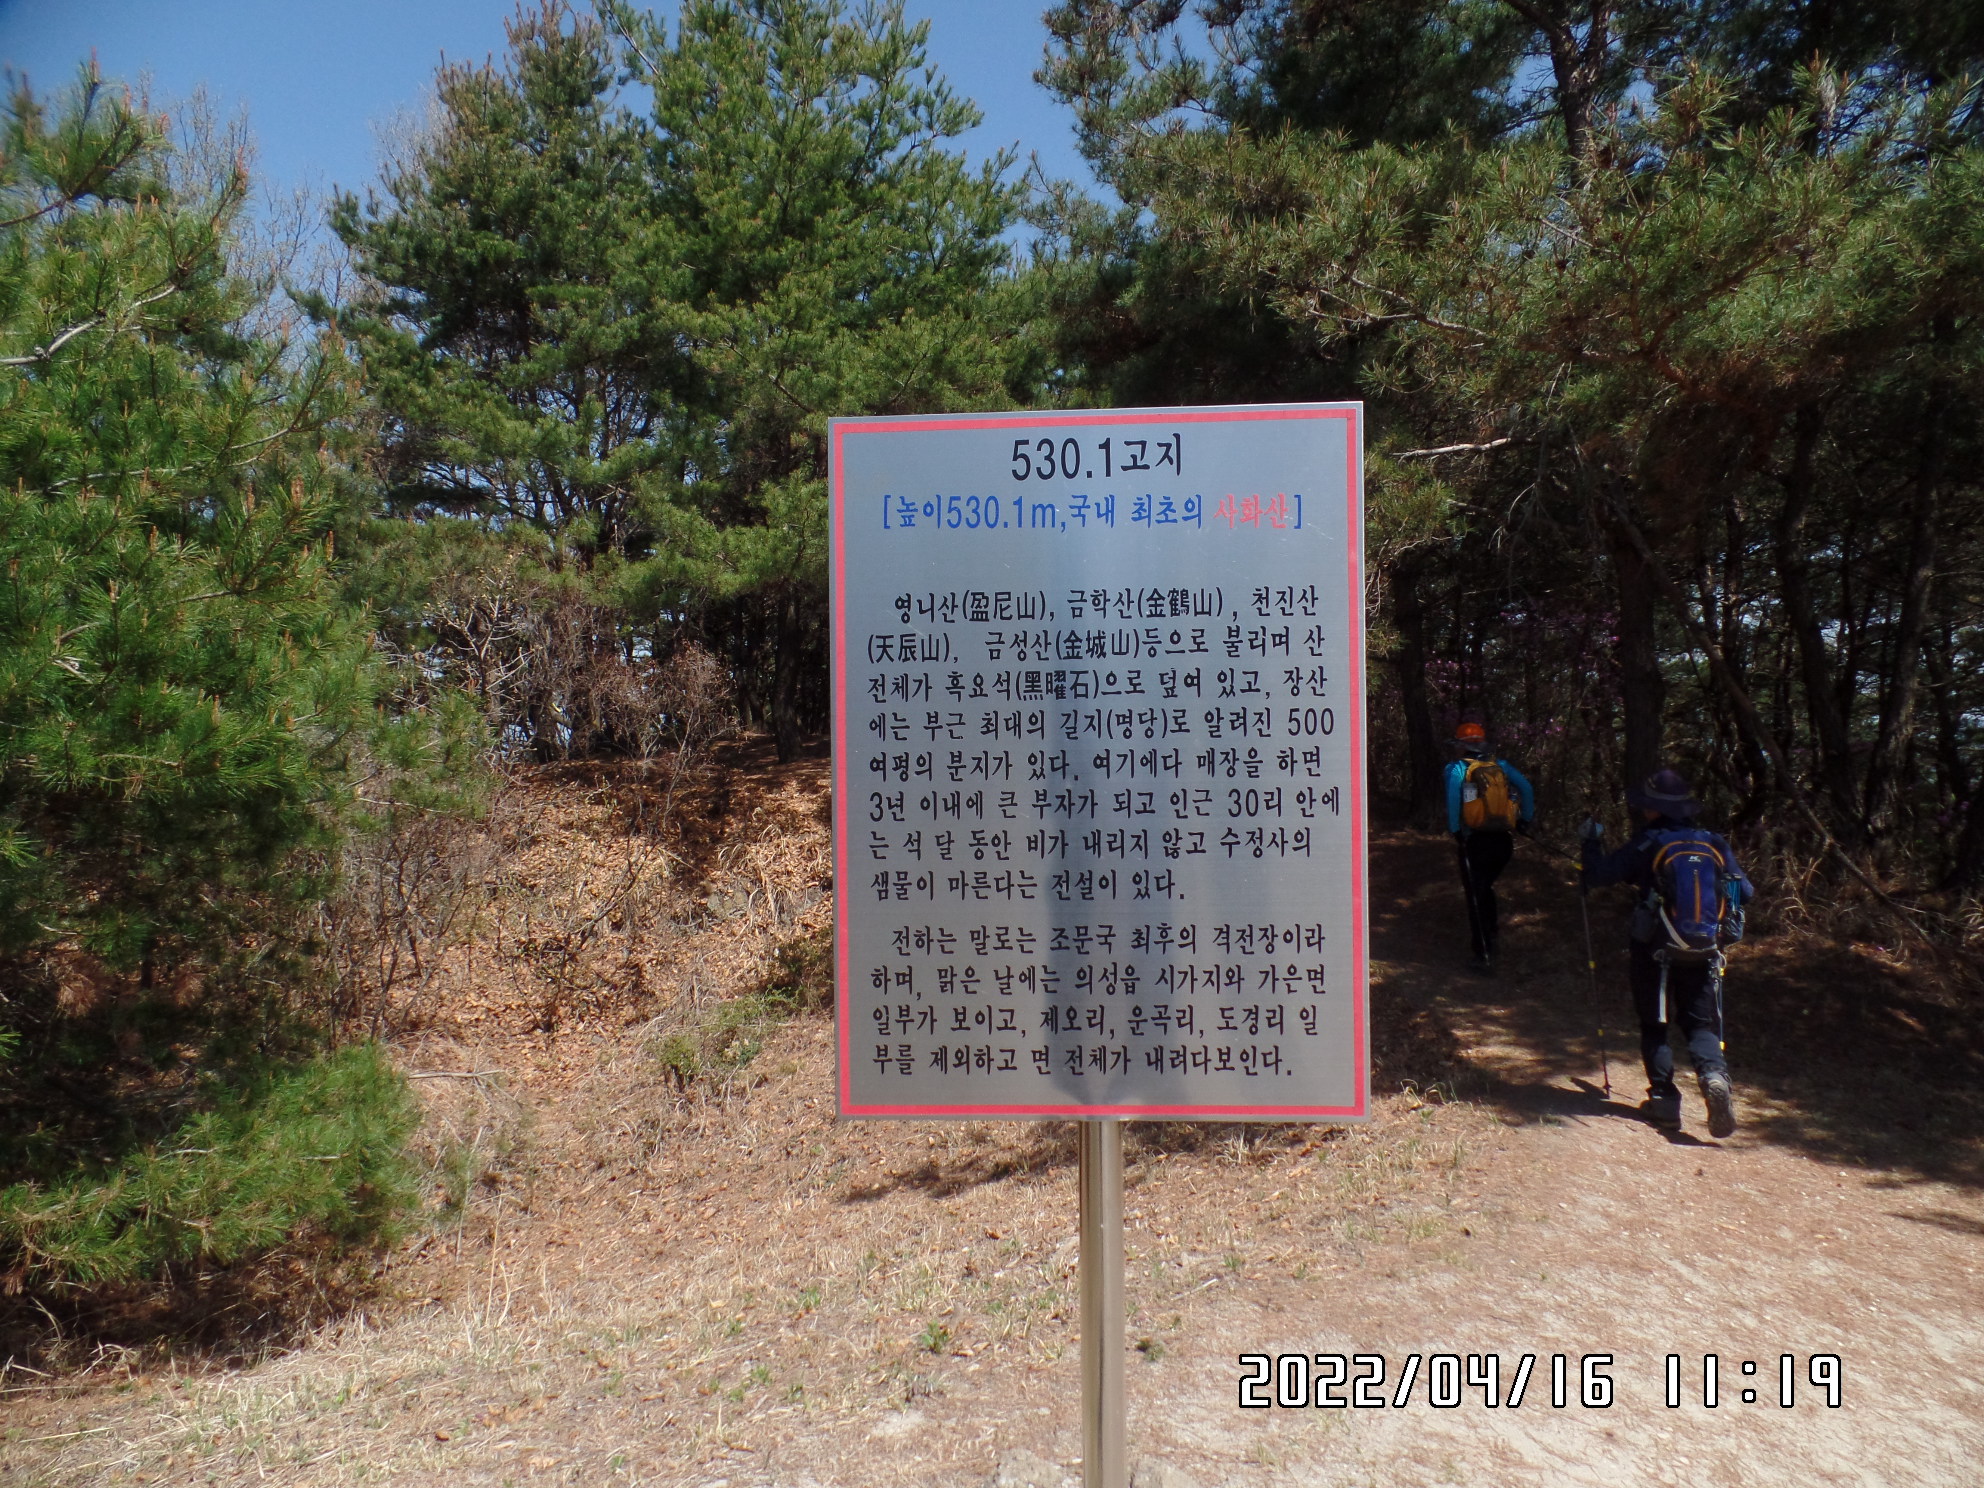 530.1고지
[높이530.1m,국내 최초의 사화산]
영니산(盈尼山), 금학산(金鶴山) , 천진산
(天辰山), 금성산(金城山)등으로 불리며 산
전체가 흑요석(黑曜石)으로 덮여 있고, 장산
에는 부근 최대의 길지(명당)로 알려진 500
여평의 분지가 있다. 여기에다 매장을 하면
3년 이내에 큰 부자가 되고 인근 30리 안에
는 석 달 동안 비가 내리지 않고 수정사의
샘물이 마른다는 전설이 있다.
전하는 말로는 조문국 최후의 격전장이라
하며, 맑은 날에는 의성읍 시가지와 가은면
일부가 보이고, 제오리, 운곡리, 도경리 일
부를 제외하고 면 전체가 내려다보인다.
2022/04/16 11:19